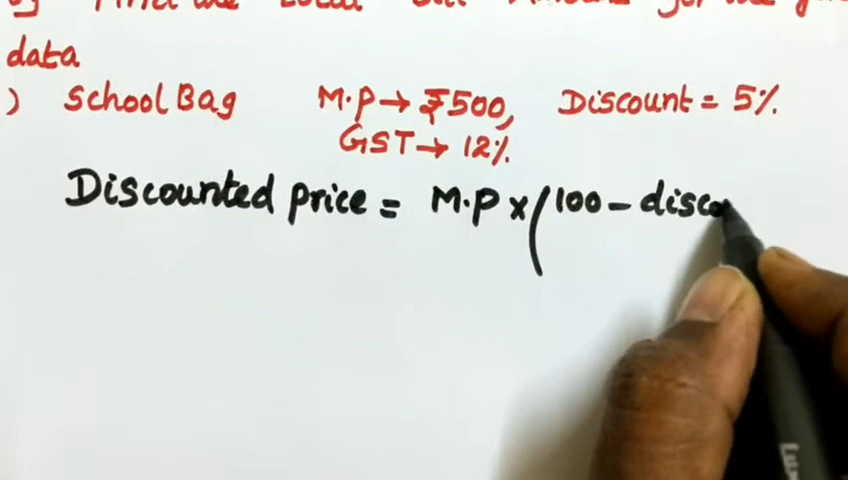 data
) School Bag M.P → ₹500, Discount = 5%
GST → 12%
Discounted price = M.P × (100 - disco